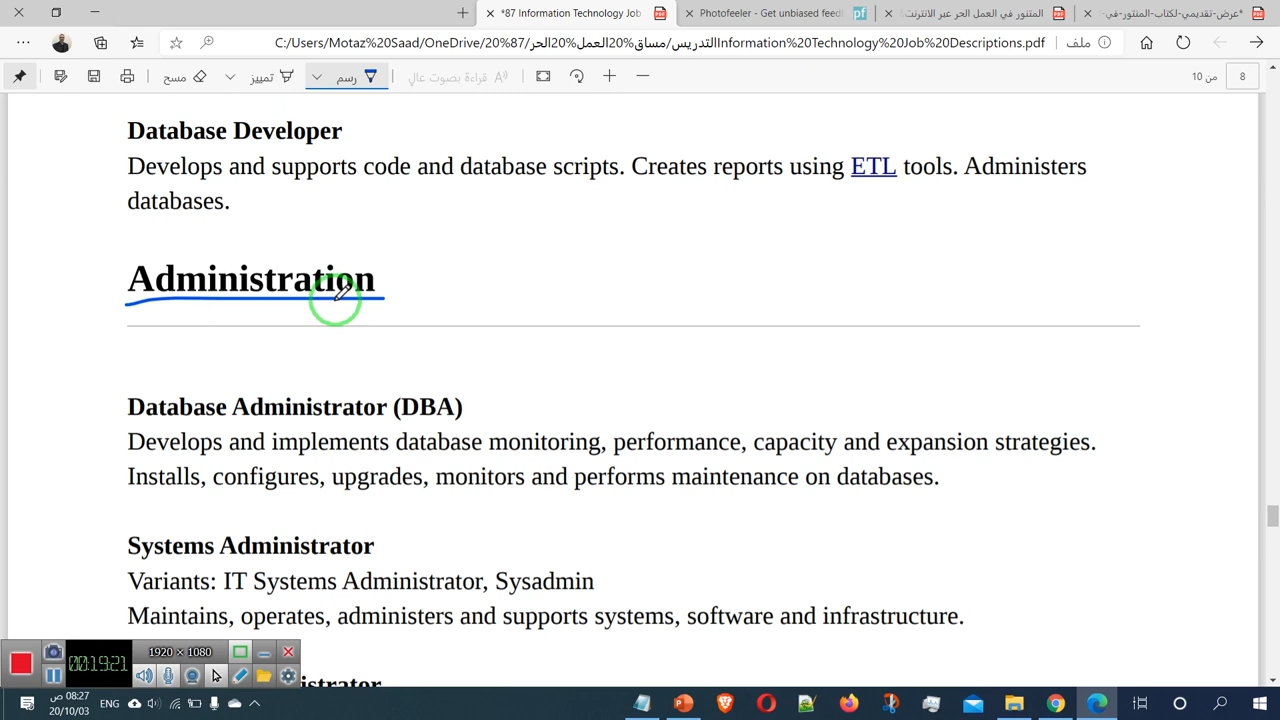 *87 Information Technology Job
Photofeeler - Get unbiased feedl
المتنور في العمل الحر عبر الانترنت
*عرض-تقديمي-لكتاب-المتنور-في
C:/Users/Motaz%20Saad/OneDrive/التدريس/مساق%20العمل%20الحر/87%20Information%20Technology%20Job%20Descriptions.pdf
ملف
مسح
تمييز
رسم
قراءة بصوت عالٍ
من 10
8
Database Developer
Develops and supports code and database scripts. Creates reports using ETL tools. Administers
databases.
Administration
Database Administrator (DBA)
Develops and implements database monitoring, performance, capacity and expansion strategies.
Installs, configures, upgrades, monitors and performs maintenance on databases.
Systems Administrator
Variants: IT Systems Administrator, Sysadmin
Maintains, operates, administers and supports systems, software and infrastructure.
istrator
1920 × 1080
00:19:21
08:27 ص
20/10/03
ENG